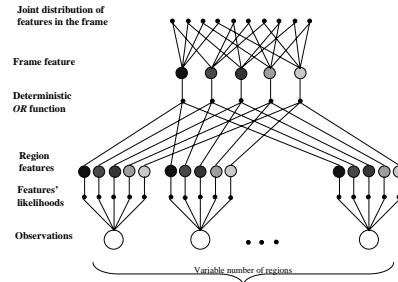 Joint distribution of
features in the frame
Frame feature
Deterministic
OR function
Region
features
Features'
likelihoods
Observations
Variable number of regions